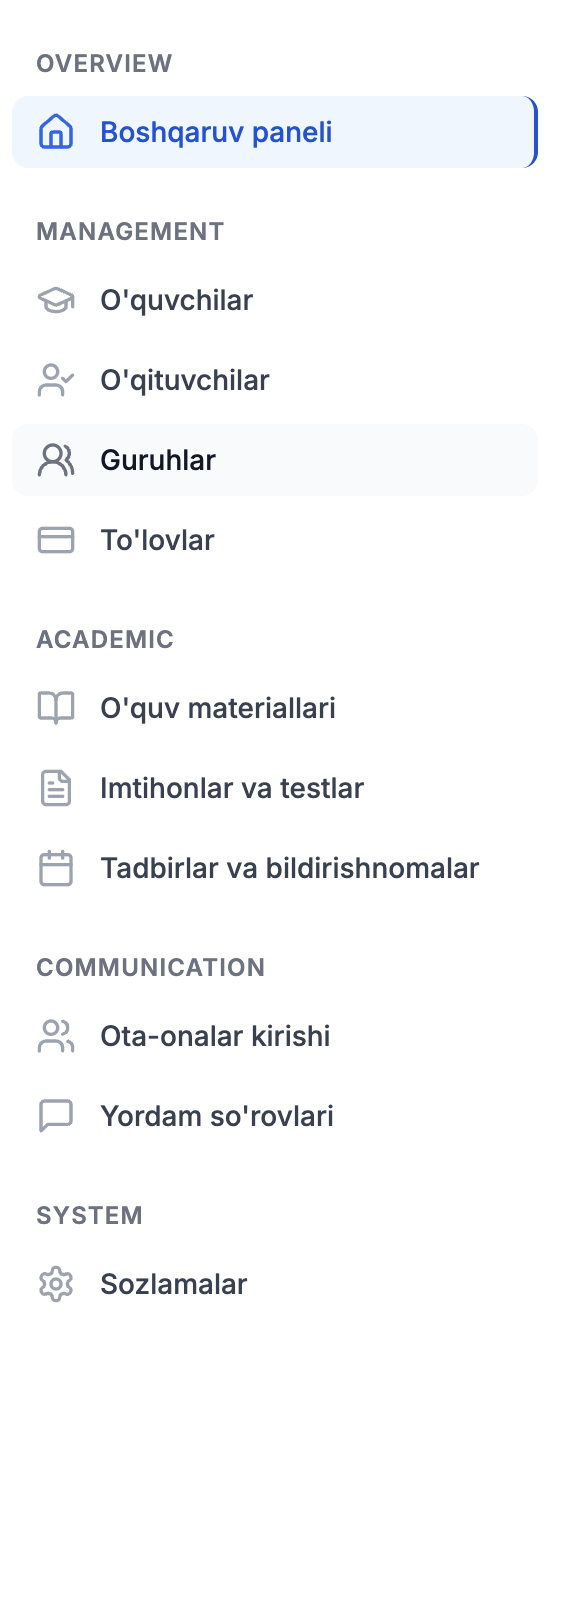 OVERVIEW
Boshqaruv paneli
MANAGEMENT
O'quvchilar
O'qituvchilar
Guruhlar
To'lovlar
ACADEMIC
O'quv materiallari
Imtihonlar va testlar
Tadbirlar va bildirishnomalar
COMMUNICATION
Ota-onalar kirishi
Yordam so'rovlari
SYSTEM
Sozlamalar